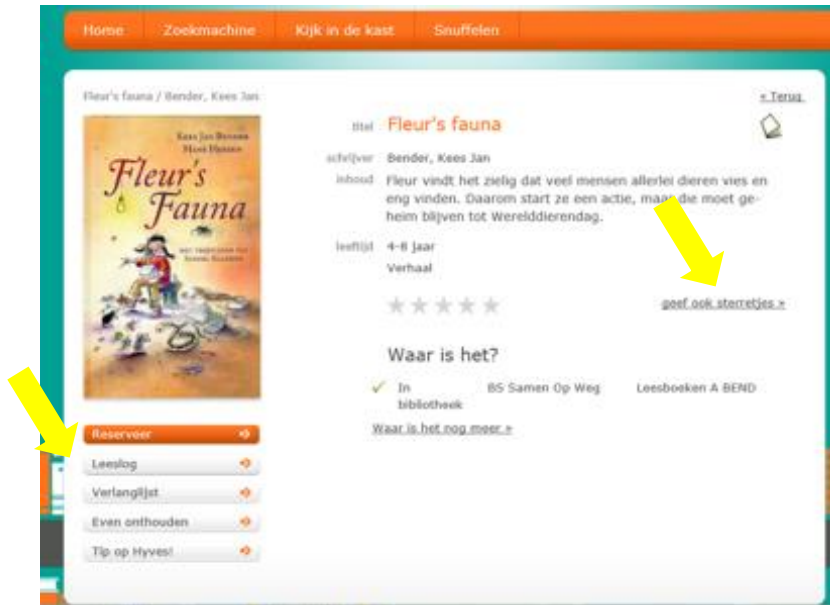 Home Zoekmachine Kijk in de kast Snuffelen
Fleur's fauna / Bender, Kees Jan
« Terug
titel Fleur's fauna
schrijver Bender, Kees Jan
inhoud Fleur vindt het zielig dat veel mensen allerlei dieren vies en
eng vinden. Daarom start ze een actie, maar die moet ge-
heim blijven tot Werelddierendag.
leeftijd 4-8 jaar
Verhaal
geef ook sterretjes »
Waar is het?
In BS Samen Op Weg Leesboeken A BEND
bibliotheek
Waar is het nog meer »
Kees Jan Bender
Fleur's
Fauna
Reserveer
Leeslog
Verlanglijst
Even onthouden
Tip op Hyves!